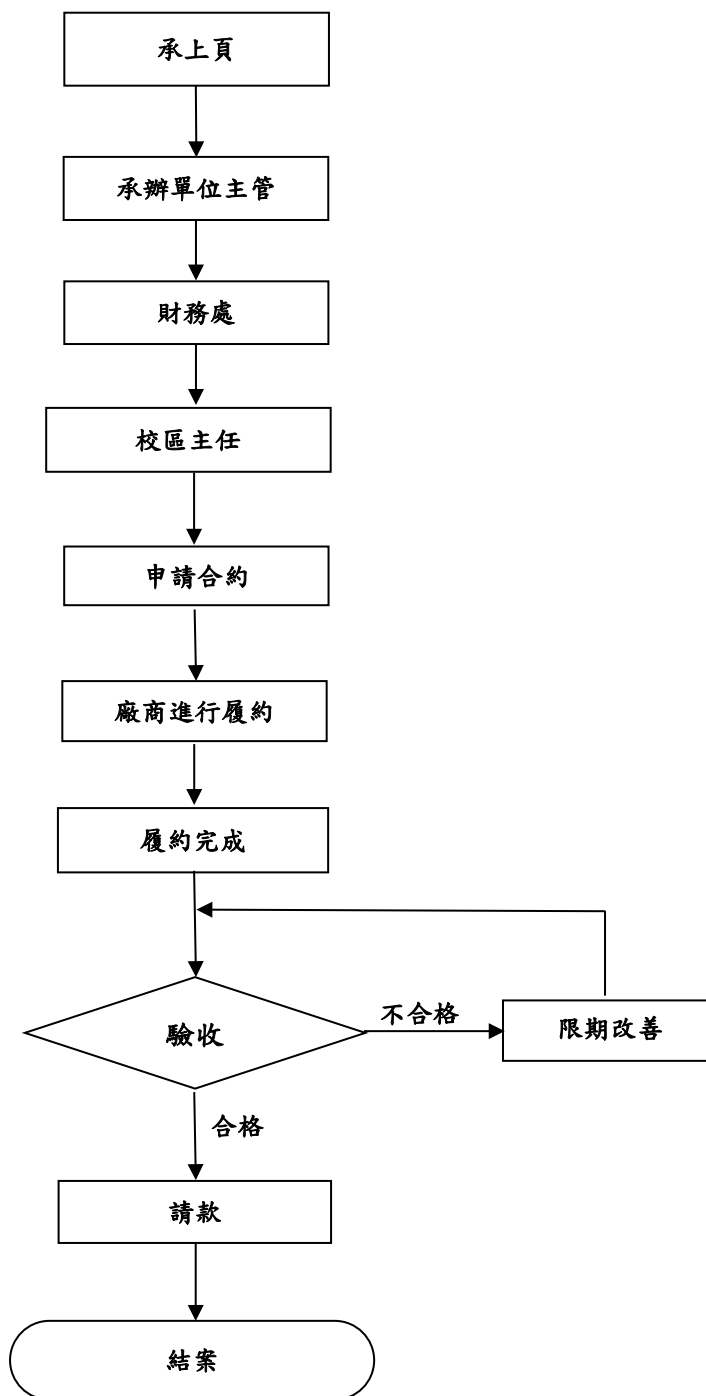 承上頁
承辦單位主管
財務處
校區主任
申請合約
廠商進行履約
履約完成
驗收
不合格
限期改善
合格
請款
結案